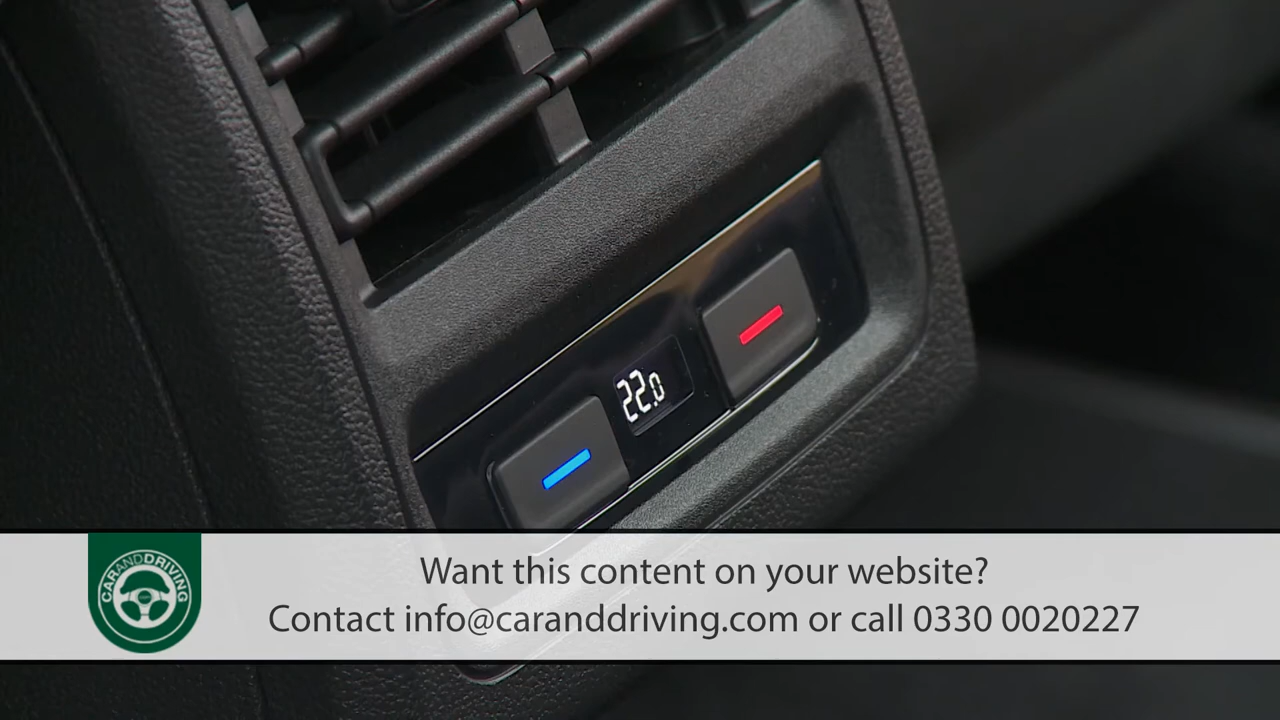 22.0
CARANDDRIVING
Want this content on your website?
Contact info@caranddriving.com or call 0330 0020227